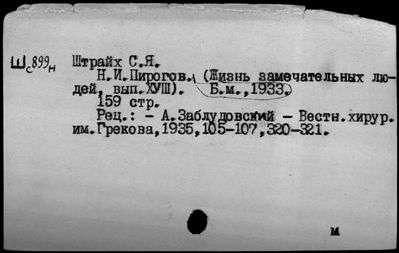 Ш899н
с
Штрайх С.Я.
Н.И.Пирогов. (Жизнь замечательных лю-
дей, вып.ХУШ). Б.м.,1933.
159 стр.
Рец.: - А.Заблудовский - Вестн.хирур.
им.Грекова,1935,105-107,320-321.
м